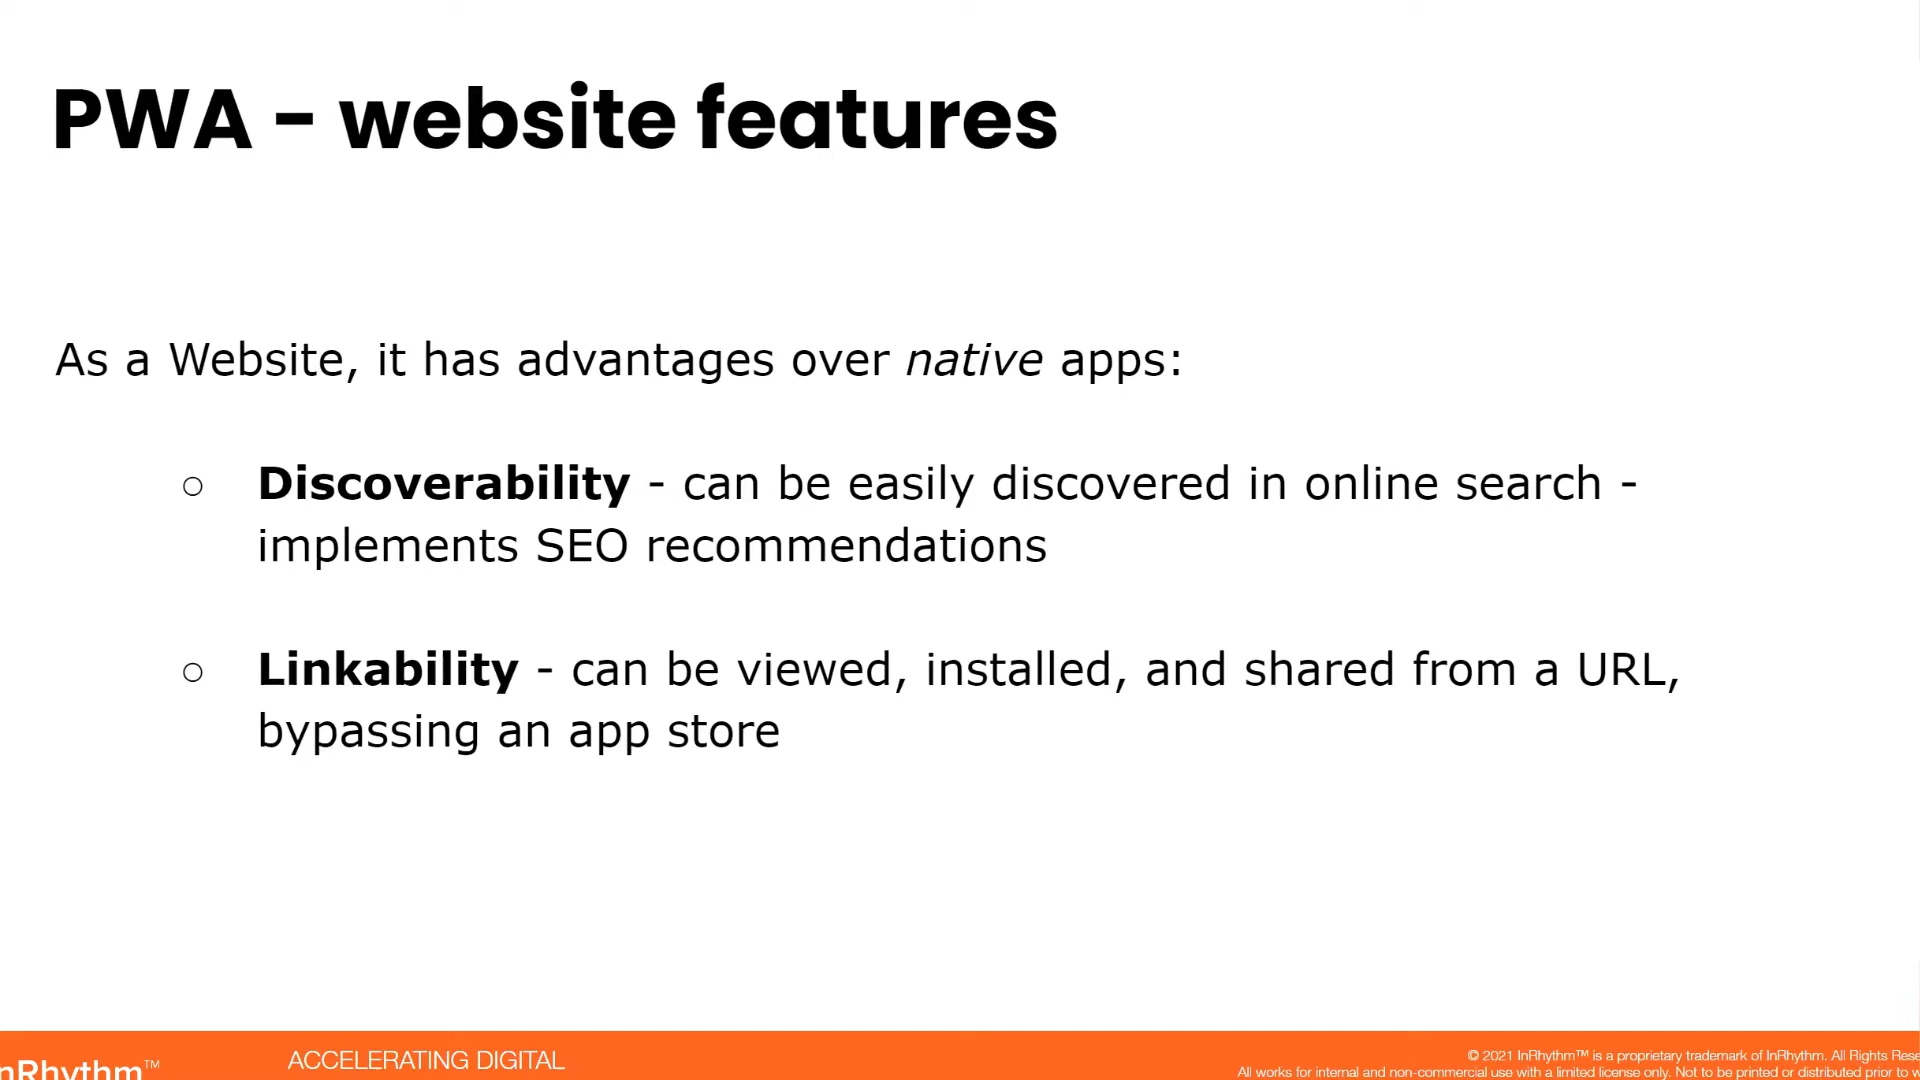 PWA - website features
As a Website, it has advantages over native apps:
○ Discoverability - can be easily discovered in online search -
implements SEO recommendations
○ Linkability - can be viewed, installed, and shared from a URL,
bypassing an app store
nRhythm™
ACCELERATING DIGITAL
© 2021 InRhythm™ is a proprietary trademark of InRhythm. All Rights Rese
All works for internal and non-commercial use with a limited license only. Not to be printed or distributed prior to w